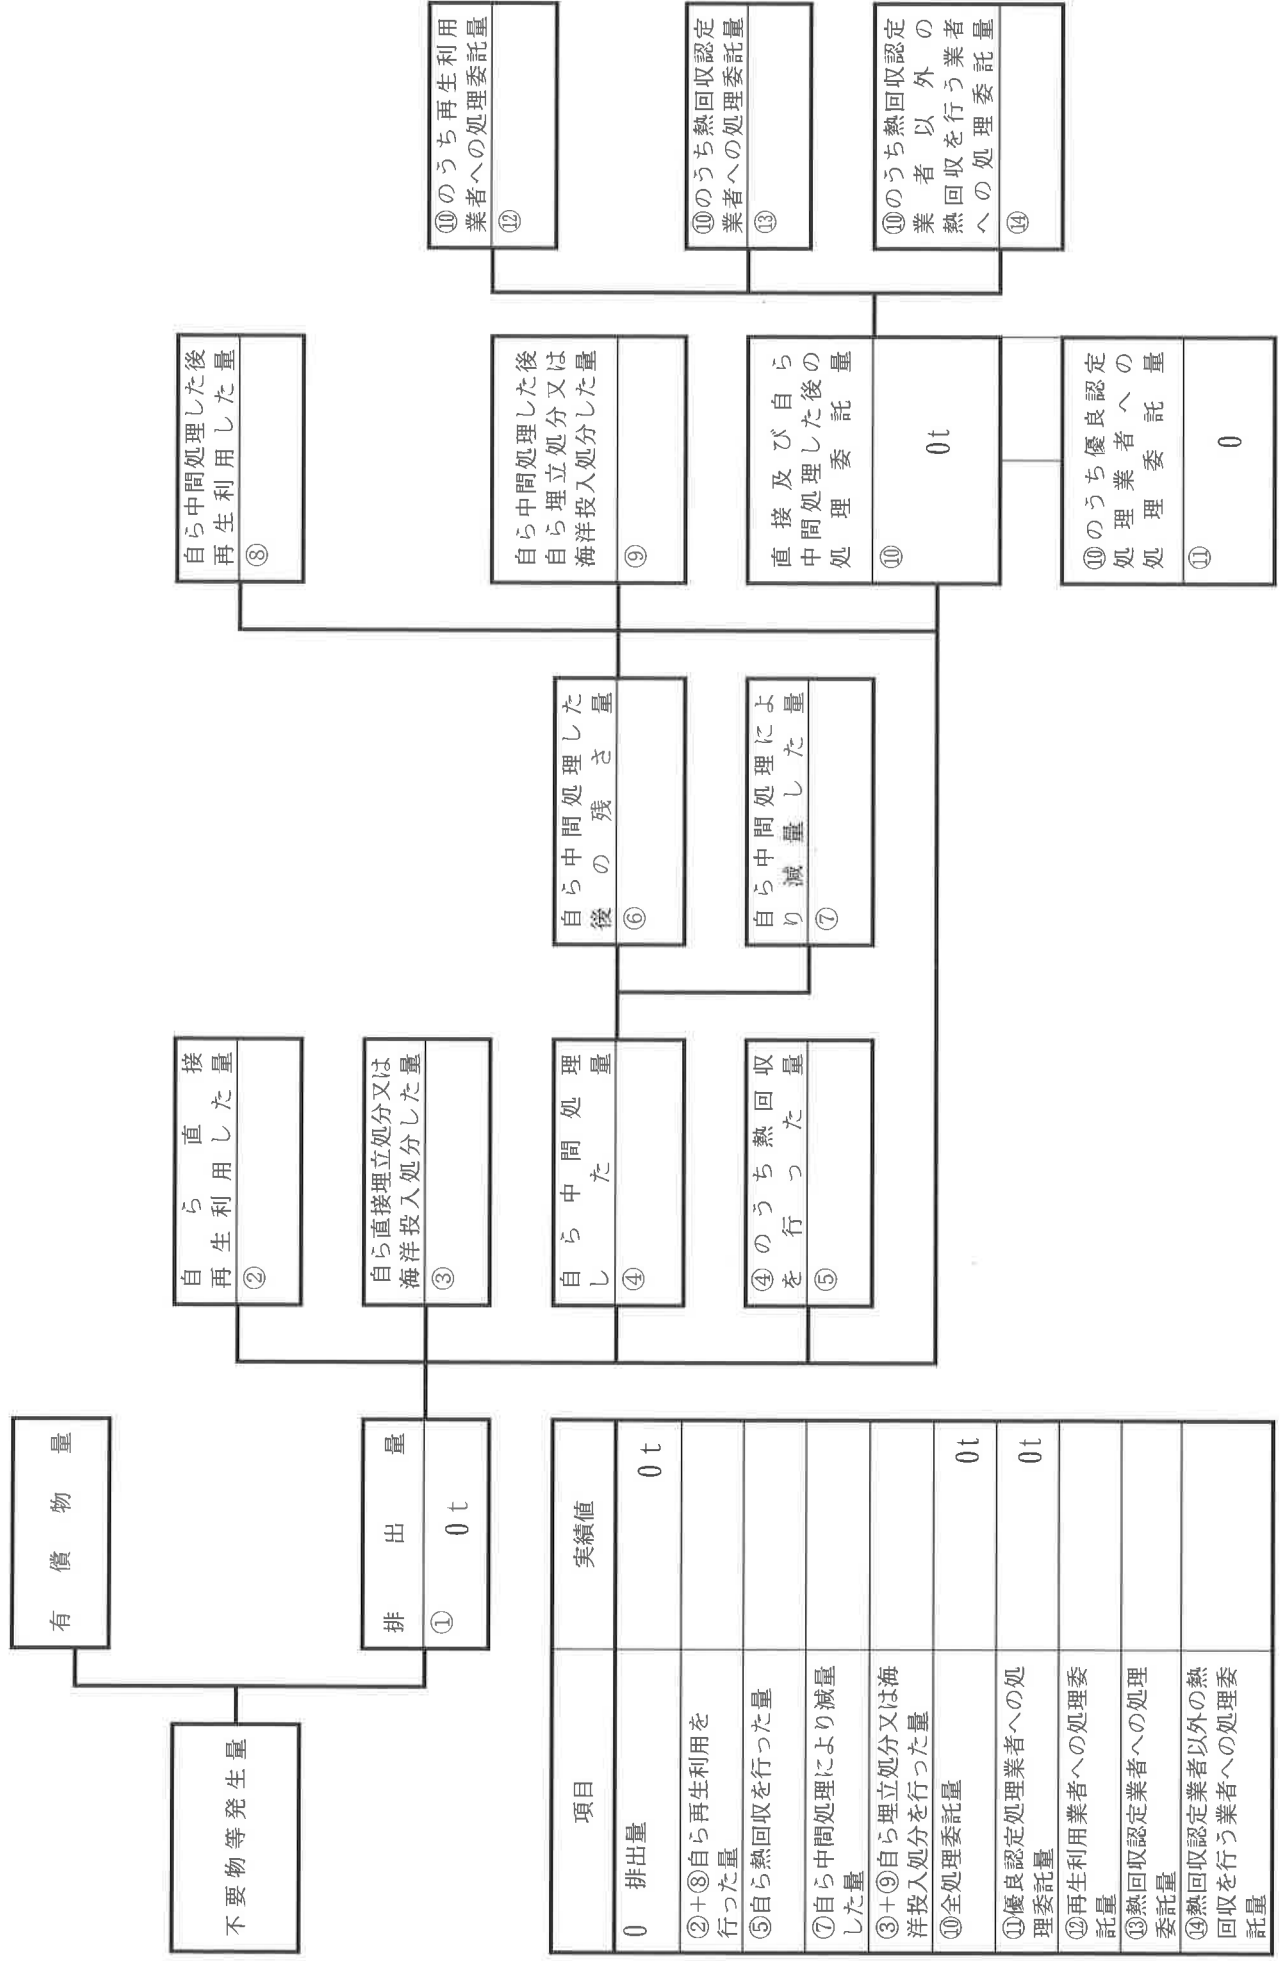 有償物量
不要物等発生量
排出量
①
0t
自ら直接
再生利用した量
②
自ら直接埋立処分又は
海洋投入処分した量
③
自ら中間処理
した量
④
④のうち熱回収
を行った量
⑤
自ら中間処理した
後の残さ量
⑥
自ら中間処理によ
り減量した量
⑦
自ら中間処理した後
再生利用した量
⑧
自ら中間処理した後
自ら埋立処分又は
海洋投入処分した量
⑨
直接及び自ら
中間処理した後の
処理委託量
⑩
0t
⑩のうち優良認定
処理業者への
処理委託量
⑪
0
⑩のうち再生利用
業者への処理委託量
⑫
⑩のうち熱回収認定
業者への処理委託量
⑬
⑩のうち熱回収認定
業者以外の
熱回収を行う業者
への処理委託量
⑭
項目 実績値
0 排出量 0t
②+⑧自ら再生利用を
行った量
⑤自ら熱回収を行った量
⑦自ら中間処理により減量
した量
③+⑨自ら埋立処分又は海
洋投入処分を行った量
⑩全処理委託量 0t
⑪優良認定処理業者への処
理委託量 0t
⑫再生利用業者への処理委
託量
⑬熱回収認定業者への処理
委託量
⑭熱回収認定業者以外の熱
回収を行う業者への処理委
託量